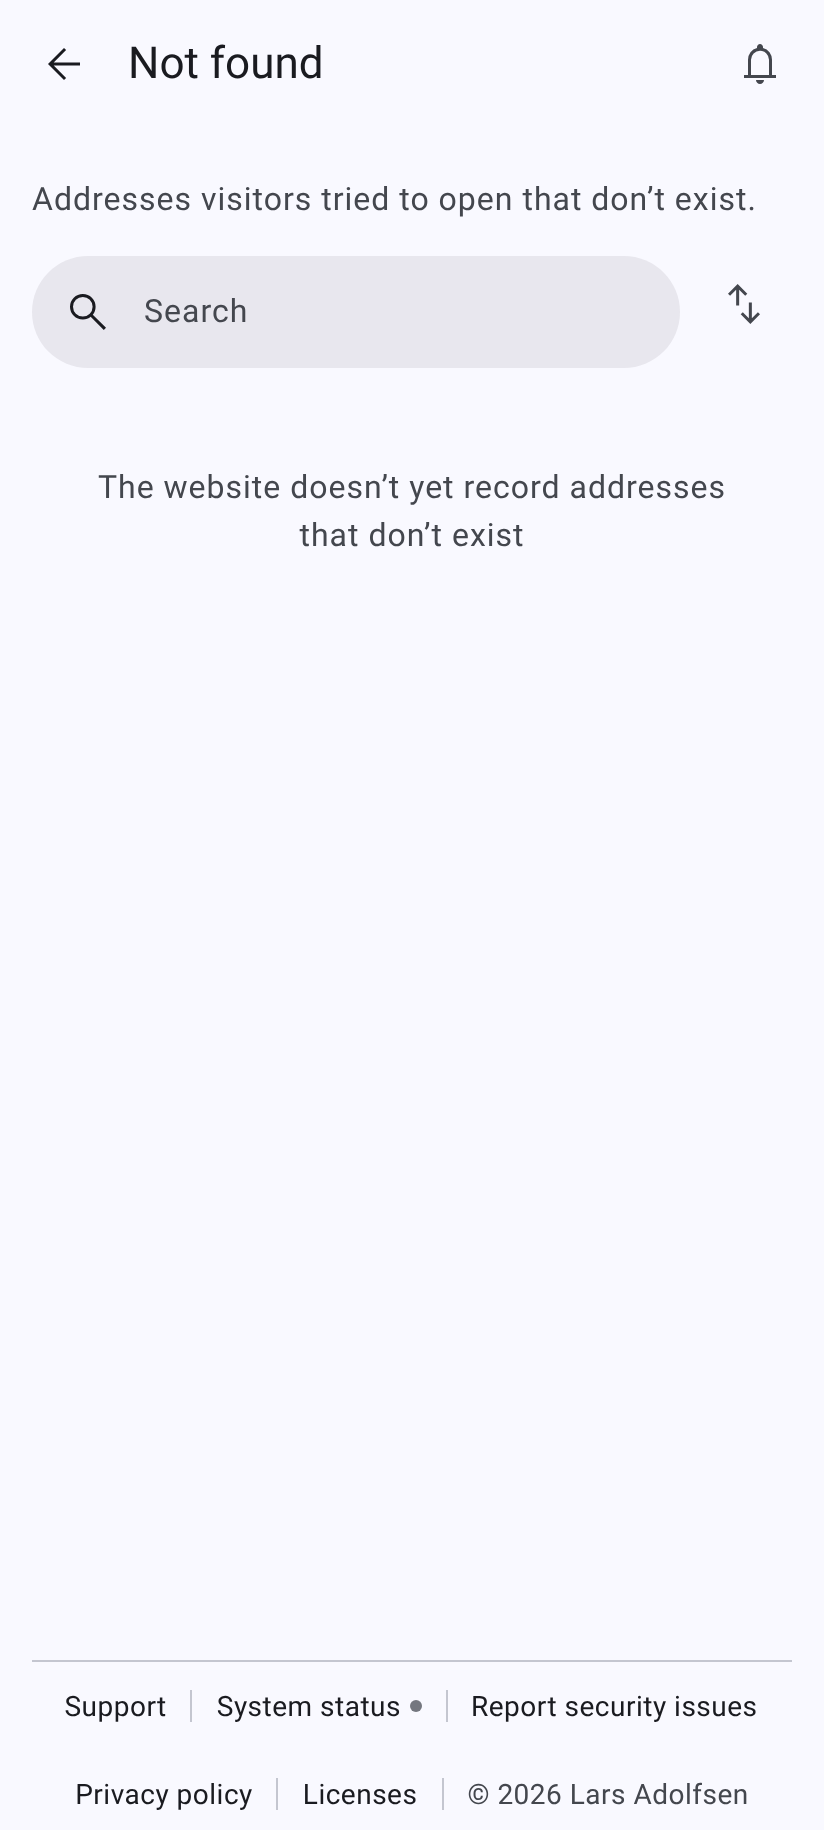 Not found
Addresses visitors tried to open that don’t exist.
Search
The website doesn’t yet record addresses
that don’t exist
Support
System status
Report security issues
Privacy policy
Licenses
© 2026 Lars Adolfsen